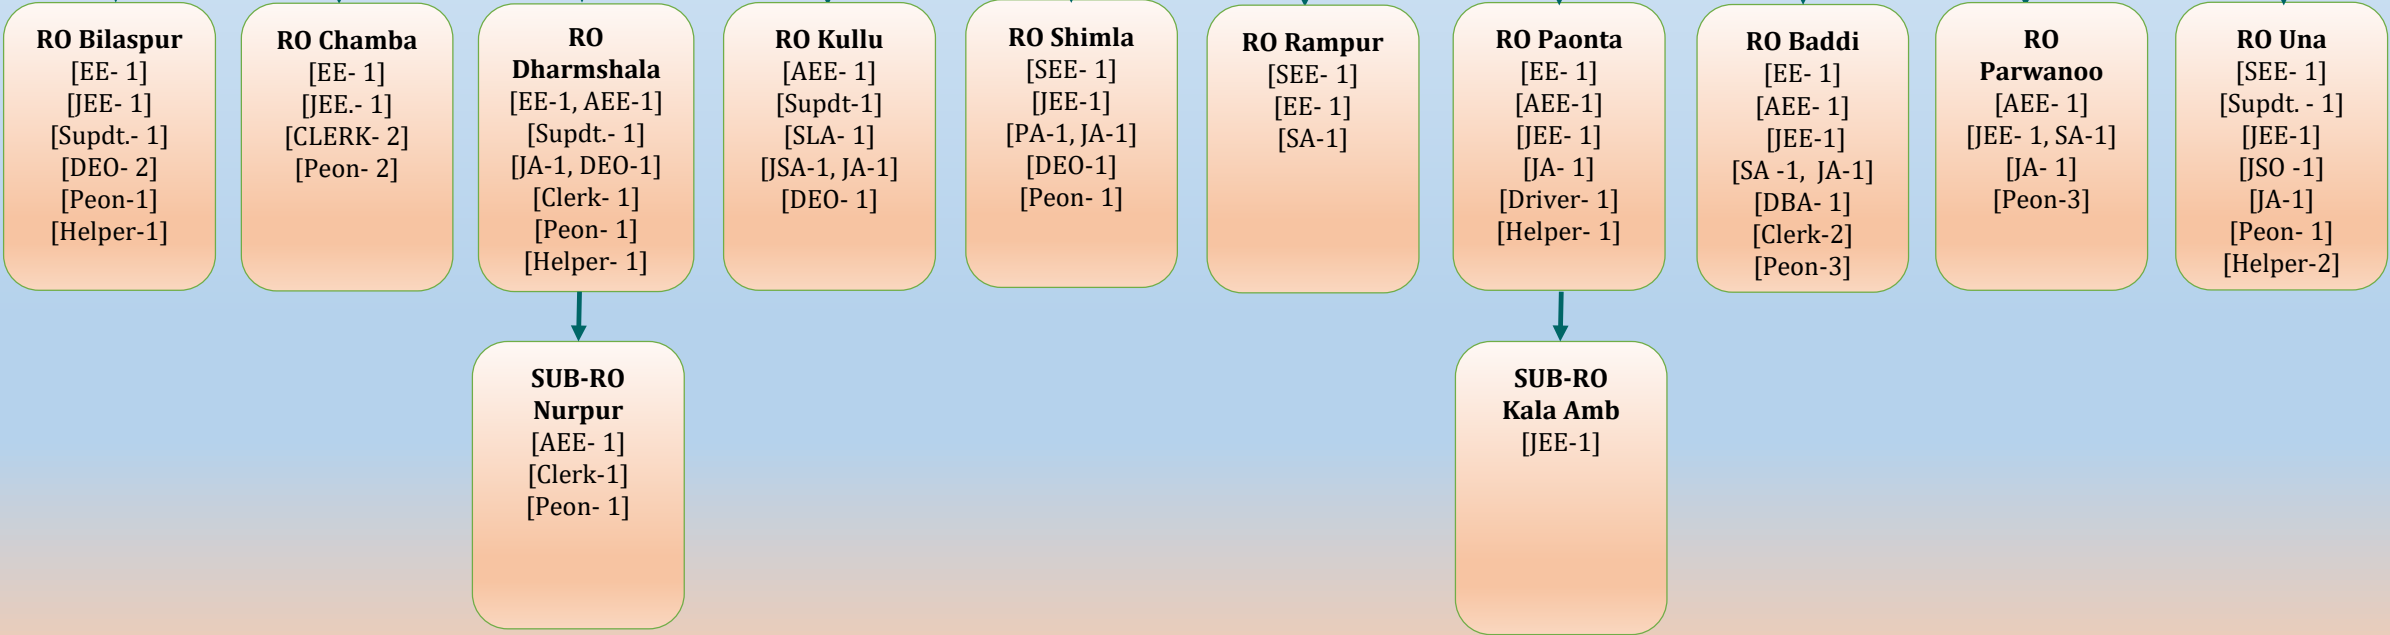 RO Bilaspur
[EE- 1]
[JEE- 1]
[Supdt.- 1]
[DEO- 2]
[Peon-1]
[Helper-1]
RO Chamba
[EE- 1]
[JEE.- 1]
[CLERK- 2]
[Peon- 2]
RO
Dharmshala
[EE-1, AEE-1]
[Supdt.- 1]
[JA-1, DEO-1]
[Clerk- 1]
[Peon- 1]
[Helper- 1]
RO Kullu
[AEE- 1]
[Supdt-1]
[SLA- 1]
[JSA-1, JA-1]
[DEO- 1]
RO Shimla
[SEE- 1]
[JEE-1]
[PA-1, JA-1]
[DEO-1]
[Peon- 1]
RO Rampur
[SEE- 1]
[EE- 1]
[SA-1]
RO Paonta
[EE- 1]
[AEE-1]
[JEE- 1]
[JA- 1]
[Driver- 1]
[Helper- 1]
RO Baddi
[EE- 1]
[AEE- 1]
[JEE-1]
[SA -1, JA-1]
[DBA- 1]
[Clerk-2]
[Peon-3]
RO
Parwanoo
[AEE- 1]
[JEE- 1, SA-1]
[JA- 1]
[Peon-3]
RO Una
[SEE- 1]
[Supdt. - 1]
[JEE-1]
[JSO -1]
[JA-1]
[Peon- 1]
[Helper-2]
SUB-RO
Nurpur
[AEE- 1]
[Clerk-1]
[Peon- 1]
SUB-RO
Kala Amb
[JEE-1]